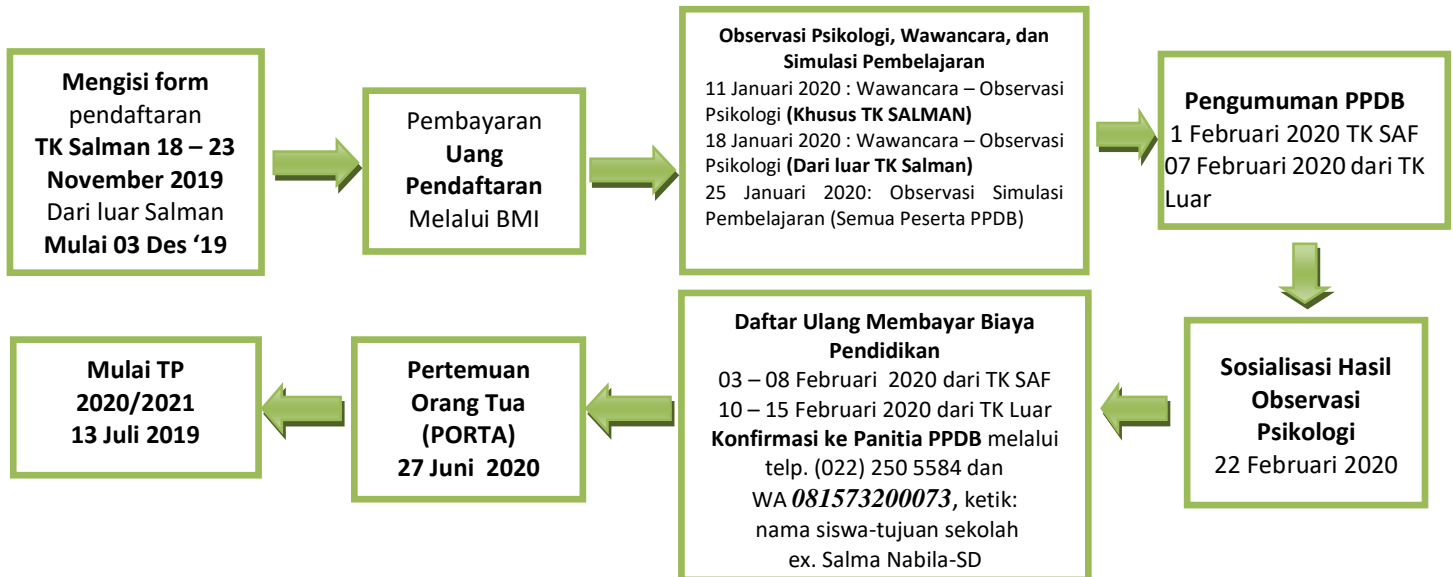 Mengisi form
pendaftaran
TK Salman 18 – 23
November 2019
Dari luar Salman
Mulai 03 Des ‘19
Pembayaran
Uang
Pendaftaran
Melalui BMI
Observasi Psikologi, Wawancara, dan
Simulasi Pembelajaran
11 Januari 2020 : Wawancara – Observasi
Psikologi (Khusus TK SALMAN)
18 Januari 2020 : Wawancara – Observasi
Psikologi (Dari luar TK Salman)
25 Januari 2020: Observasi Simulasi
Pembelajaran (Semua Peserta PPDB)
Pengumuman PPDB
1 Februari 2020 TK SAF
07 Februari 2020 dari TK
Luar
Sosialisasi Hasil
Observasi
Psikologi
22 Februari 2020
Daftar Ulang Membayar Biaya
Pendidikan
03 – 08 Februari 2020 dari TK SAF
10 – 15 Februari 2020 dari TK Luar
Konfirmasi ke Panitia PPDB melalui
telp. (022) 250 5584 dan
WA 081573200073, ketik:
nama siswa-tujuan sekolah
ex. Salma Nabila-SD
Pertemuan
Orang Tua
(PORTA)
27 Juni 2020
Mulai TP
2020/2021
13 Juli 2019